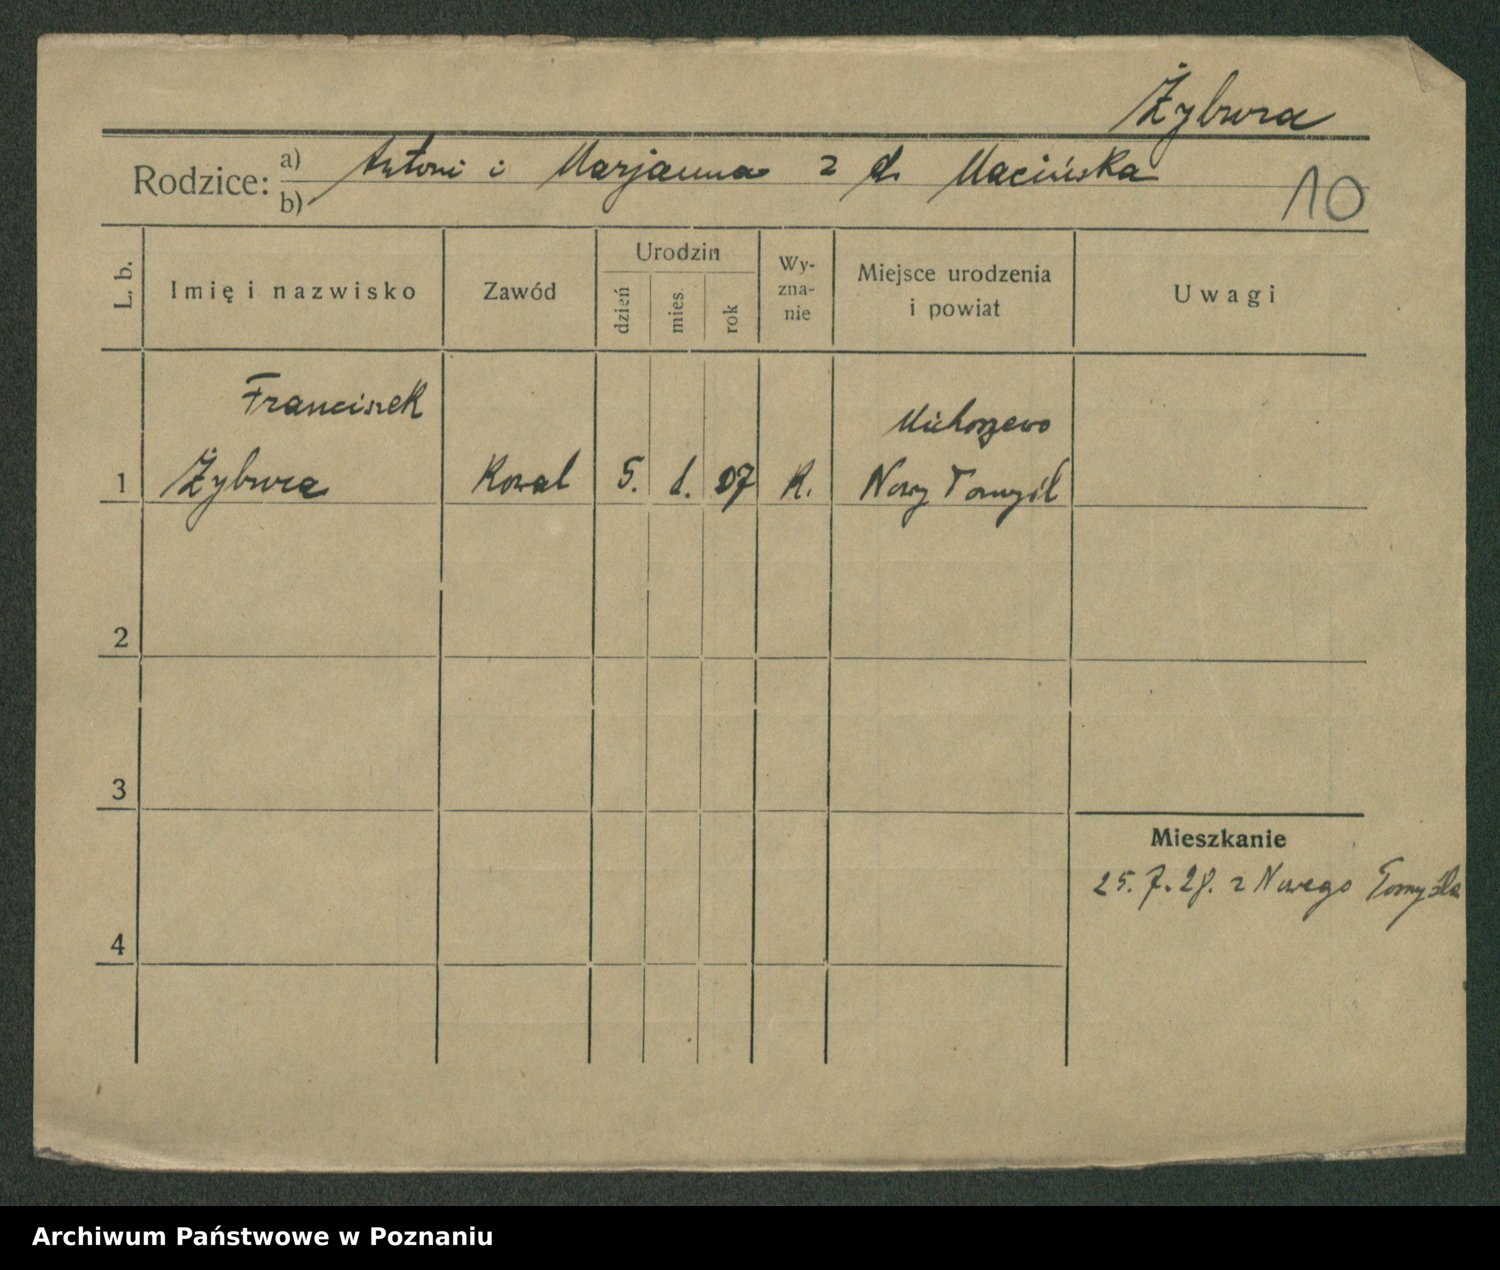 Żybura
Rodzice: a) Antoni i Marjanna z d. Macińska
b)
10
L. b.
Imię i nazwisko
Zawód
Urodzin
dzień
mies.
rok
Wy-
zna-
nie
Miejsce urodzenia
i powiat
Uwagi
1
Franciszek
Żybura
Kowal
5.
1.
07
K.
Michorzewo
Nowy Tomyśl
2
3
4
Mieszkanie
25.7.28. z Nowego Tomyśla
Archiwum Państwowe w Poznaniu